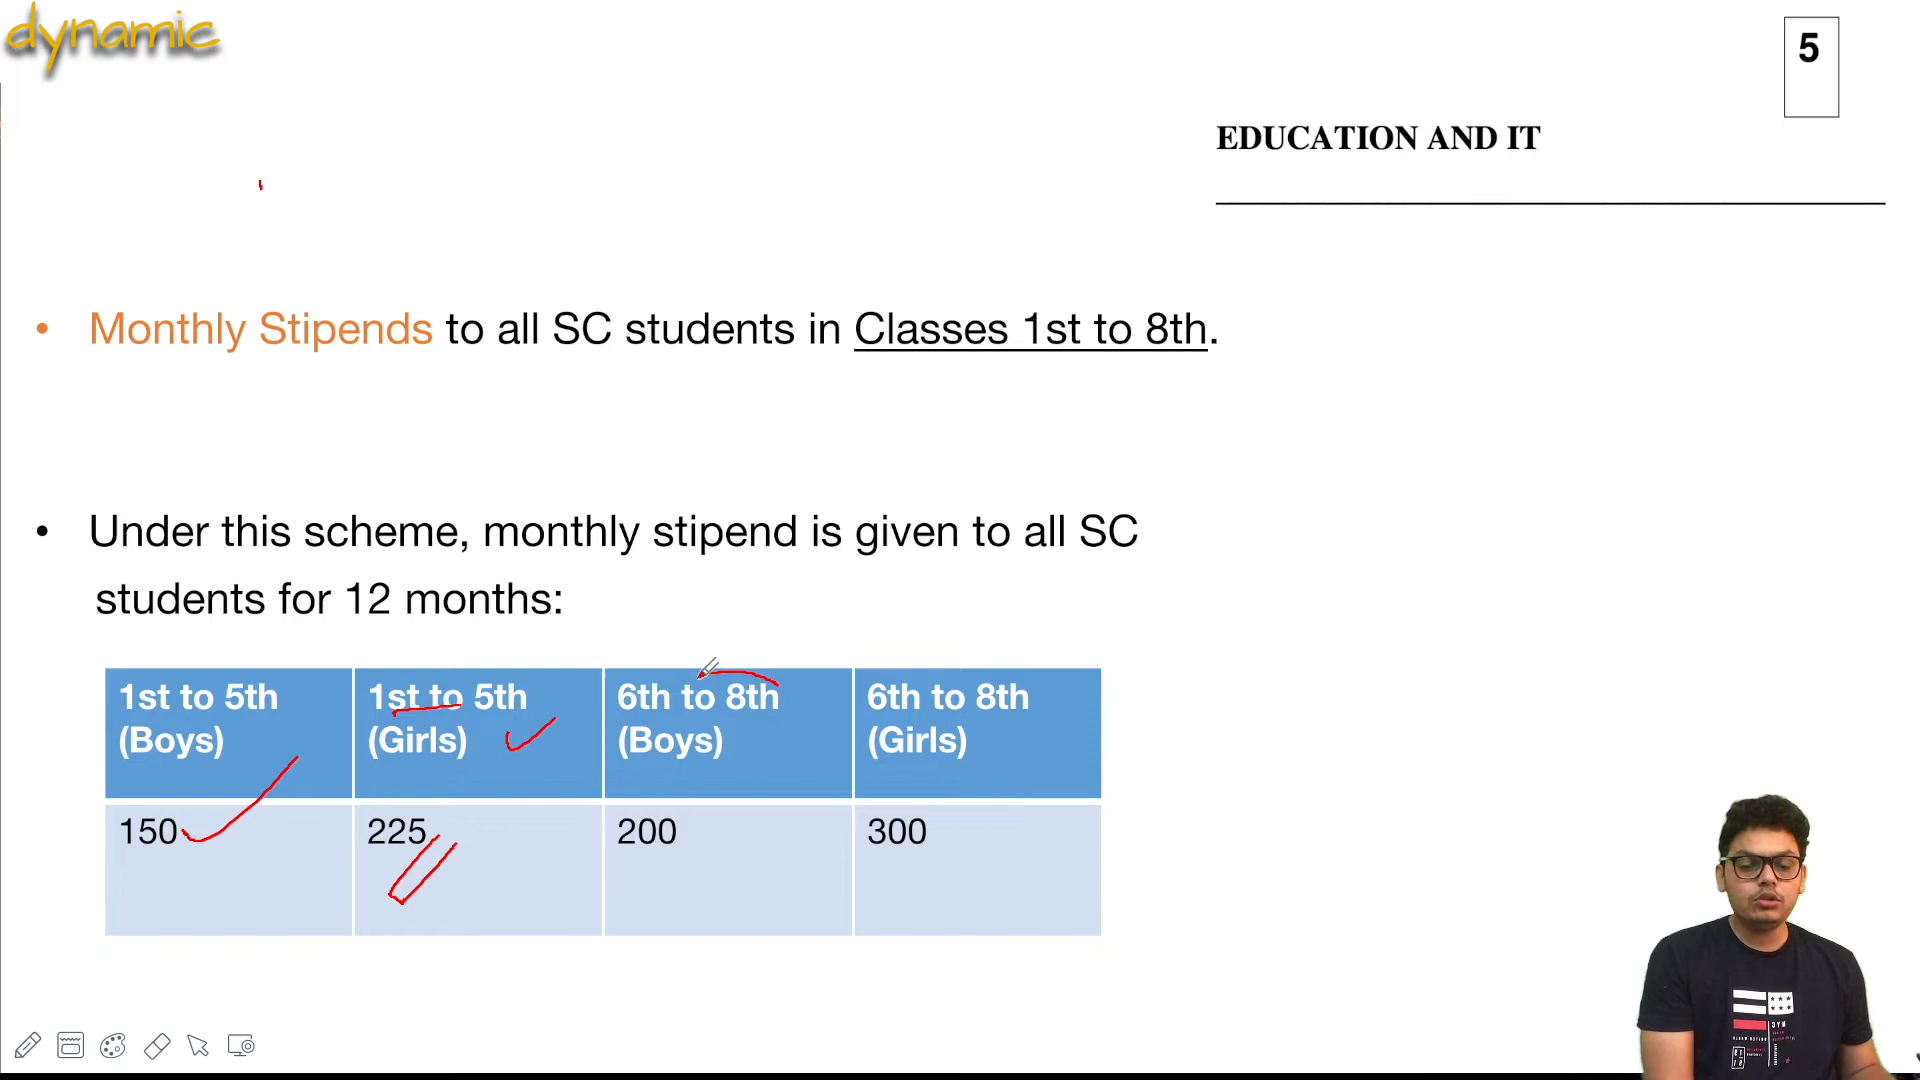 dynamic
5
EDUCATION AND IT
• Monthly Stipends to all SC students in Classes 1st to 8th.
• Under this scheme, monthly stipend is given to all SC
students for 12 months:
1st to 5th
(Boys)
1st to 5th
(Girls)
6th to 8th
(Boys)
6th to 8th
(Girls)
150
225
200
300